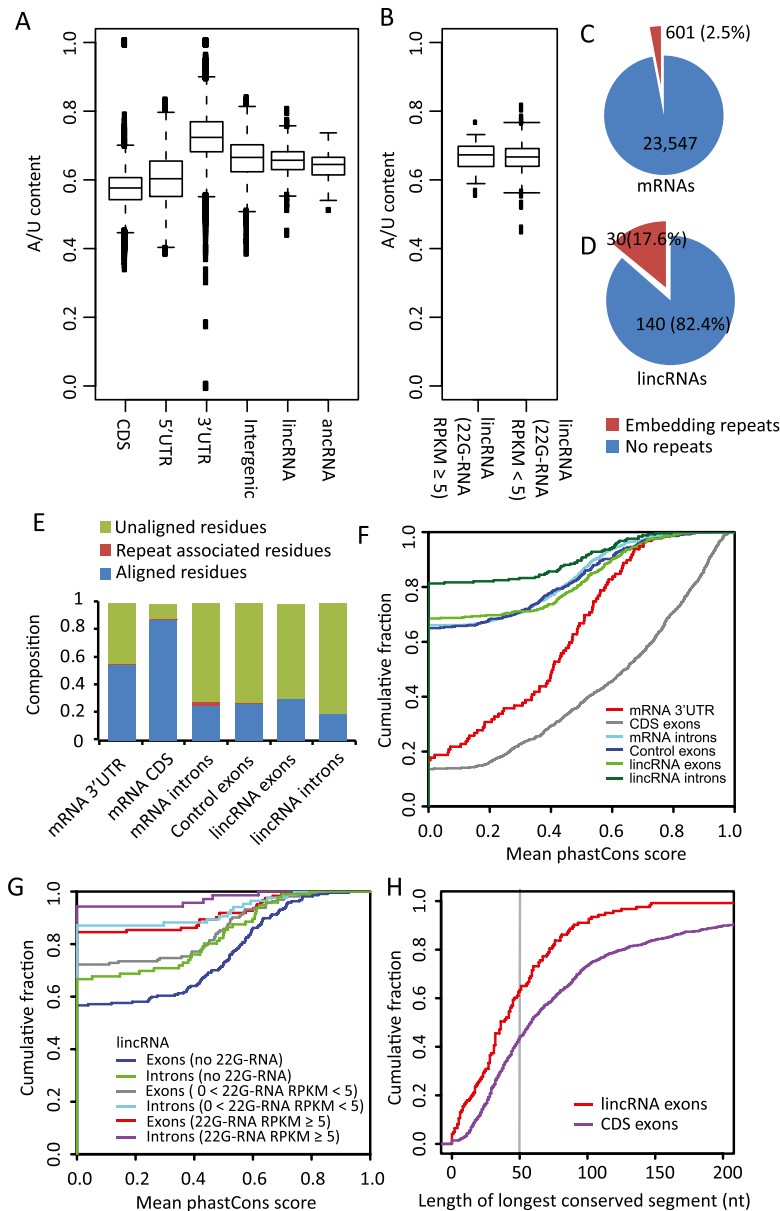 A
A/U content
1.0
0.8
0.6
0.4
0.2
0.0
CDS
5'UTR
3'UTR
Intergenic
lincRNA
ancRNA
B
A/U content
1.0
0.8
0.6
0.4
0.2
0.0
lincRNA
(22G-RNA
RPKM ≥ 5)
lincRNA
(22G-RNA
RPKM < 5)
C
601 (2.5%)
23,547
mRNAs
D
30(17.6%)
140 (82.4%)
lincRNAs
Embedding repeats
No repeats
E
Unaligned residues
Repeat associated residues
Aligned residues
Composition
1
0.8
0.6
0.4
0.2
0
mRNA 3'UTR
mRNA CDS
mRNA introns
Control exons
lincRNA exons
lincRNA introns
F
Cumulative fraction
1.0
0.8
0.6
0.4
0.2
0.0
mRNA 3'UTR
CDS exons
mRNA introns
Control exons
lincRNA exons
lincRNA introns
0.0 0.2 0.4 0.6 0.8 1.0
Mean phastCons score
G
Cumulative fraction
1.0
0.8
0.6
0.4
0.2
0.0
lincRNA
Exons (no 22G-RNA)
Introns (no 22G-RNA)
Exons ( 0 < 22G-RNA RPKM < 5)
Introns (0 < 22G-RNA RPKM < 5)
Exons (22G-RNA RPKM ≥ 5)
Introns (22G-RNA RPKM ≥ 5)
0.0 0.2 0.4 0.6 0.8 1.0
Mean phastCons score
H
Cumulative fraction
1.0
0.8
0.6
0.4
0.2
0.0
lincRNA exons
CDS exons
0 50 100 150 200
Length of longest conserved segment (nt)